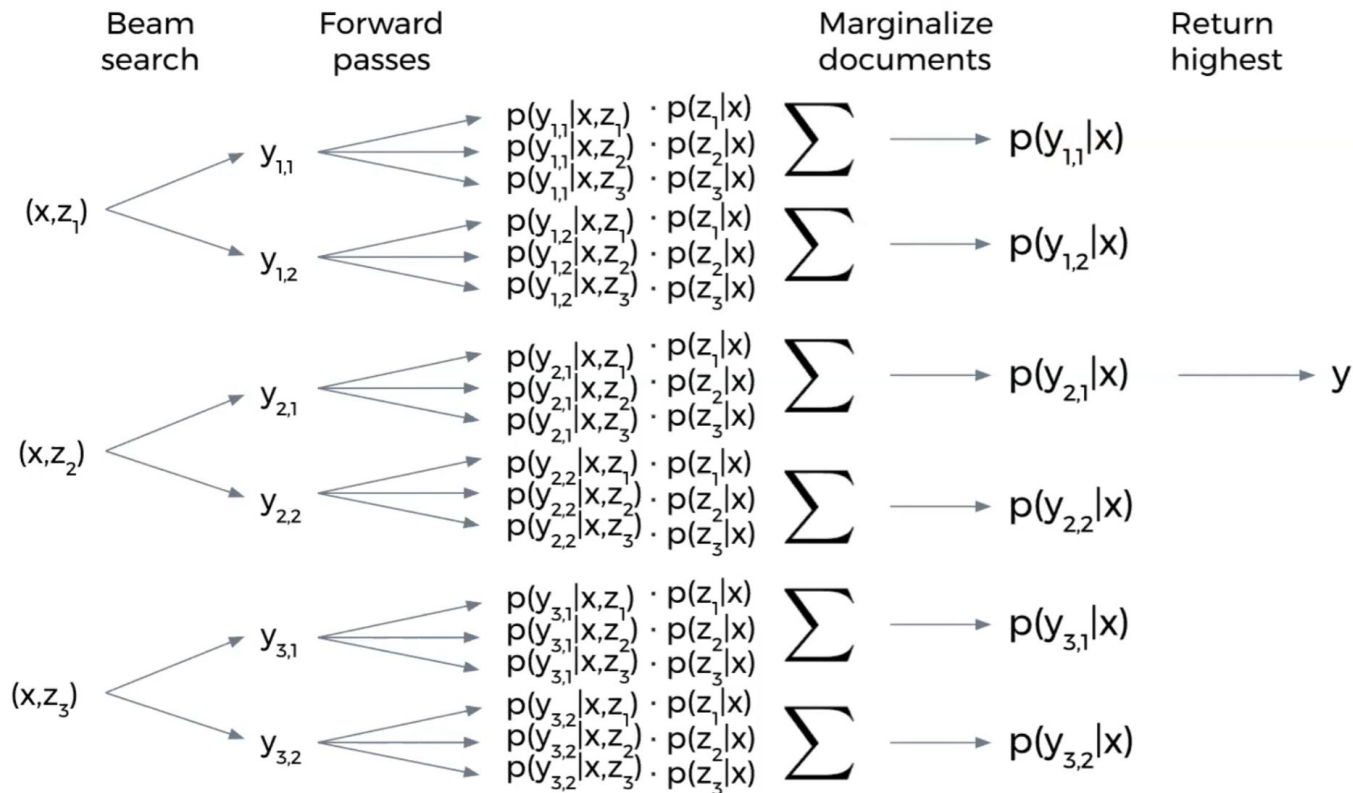 Beam search
Forward passes
Marginalize documents
Return highest
(x,z₁)
y₁,₁
p(y₁,₁|x,z₁) · p(z₁|x)
p(y₁,₁|x,z₂) · p(z₂|x)
p(y₁,₁|x,z₃) · p(z₃|x)
∑
p(y₁,₁|x)
y₁,₂
p(y₁,₂|x,z₁) · p(z₁|x)
p(y₁,₂|x,z₂) · p(z₂|x)
p(y₁,₂|x,z₃) · p(z₃|x)
∑
p(y₁,₂|x)
(x,z₂)
y₂,₁
p(y₂,₁|x,z₁) · p(z₁|x)
p(y₂,₁|x,z₂) · p(z₂|x)
p(y₂,₁|x,z₃) · p(z₃|x)
∑
p(y₂,₁|x)
y
y₂,₂
p(y₂,₂|x,z₁) · p(z₁|x)
p(y₂,₂|x,z₂) · p(z₂|x)
p(y₂,₂|x,z₃) · p(z₃|x)
∑
p(y₂,₂|x)
(x,z₃)
y₃,₁
p(y₃,₁|x,z₁) · p(z₁|x)
p(y₃,₁|x,z₂) · p(z₂|x)
p(y₃,₁|x,z₃) · p(z₃|x)
∑
p(y₃,₁|x)
y₃,₂
p(y₃,₂|x,z₁) · p(z₁|x)
p(y₃,₂|x,z₂) · p(z₂|x)
p(y₃,₂|x,z₃) · p(z₃|x)
∑
p(y₃,₂|x)